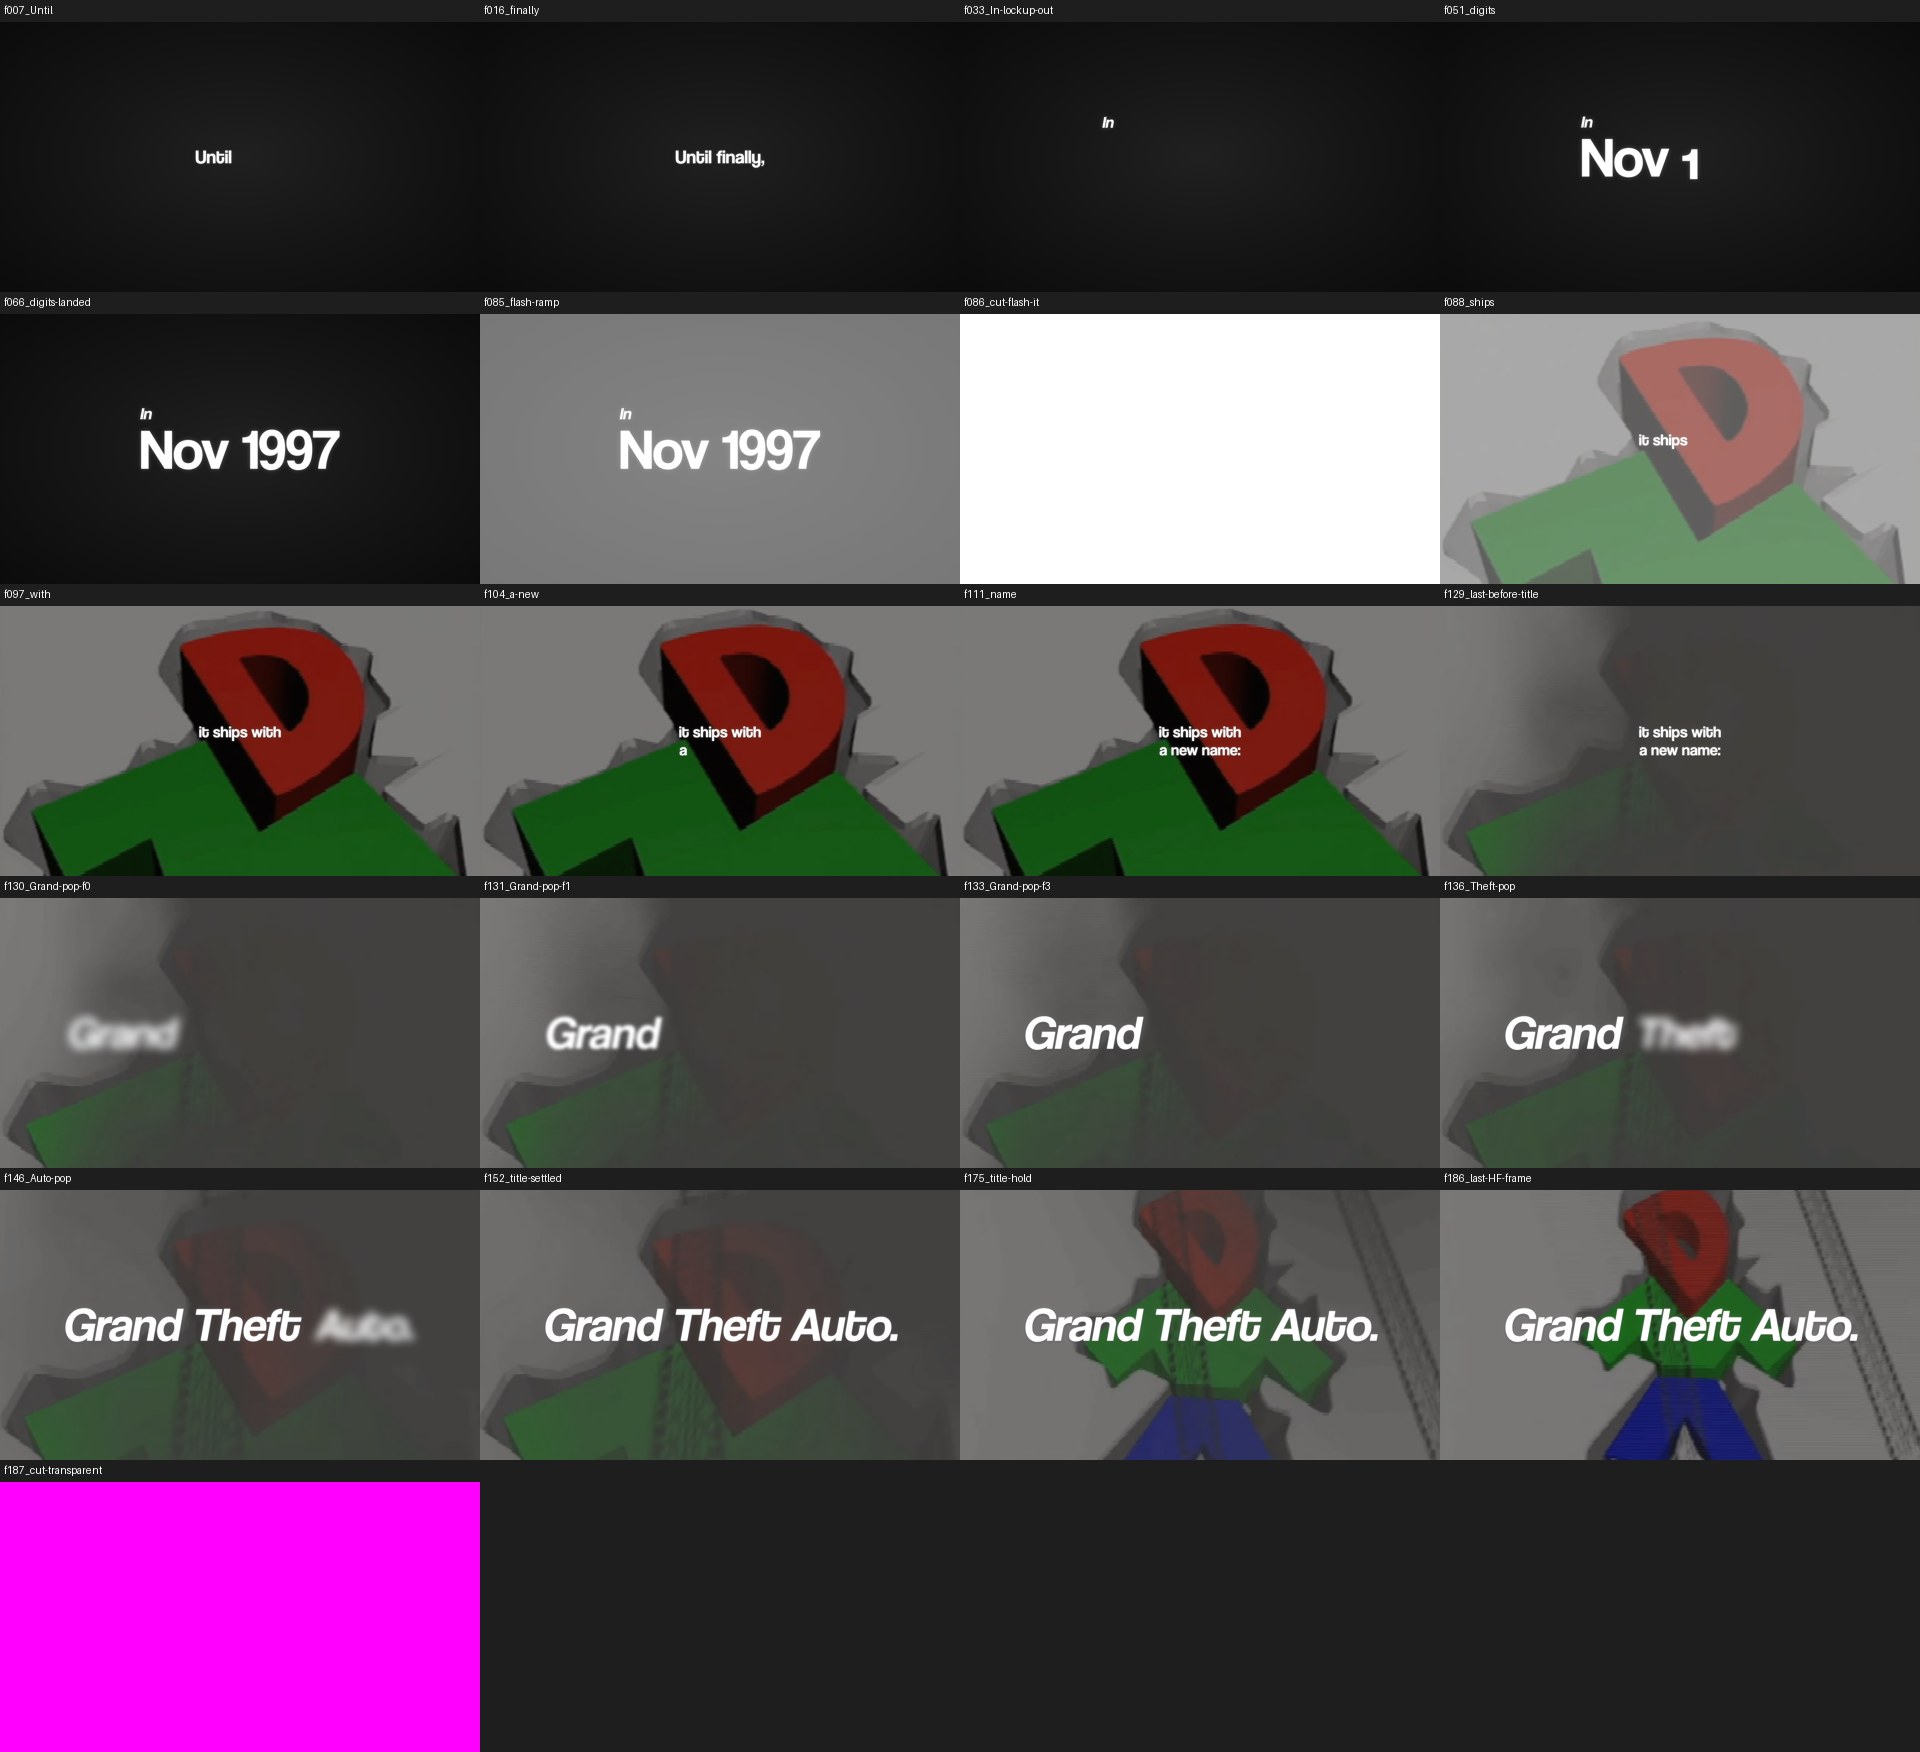 f007_Until
f016_finally
f033_In-lockup-out
f051_digits
Until
Until finally,
In
In
Nov 1
f066_digits-landed
f085_flash-ramp
f086_cut-flash-it
f088_ships
In
Nov 1997
In
Nov 1997
it ships
f097_with
f104_a-new
f111_name
f129_last-before-title
it ships with
it ships with
a
it ships with
a new name:
it ships with
a new name:
f130_Grand-pop-f0
f131_Grand-pop-f1
f133_Grand-pop-f3
f136_Theft-pop
Grand
Grand
Grand
Grand Theft
f146_Auto-pop
f152_title-settled
f175_title-hold
f186_last-HF-frame
Grand Theft Auto.
Grand Theft Auto.
Grand Theft Auto.
Grand Theft Auto.
f187_cut-transparent